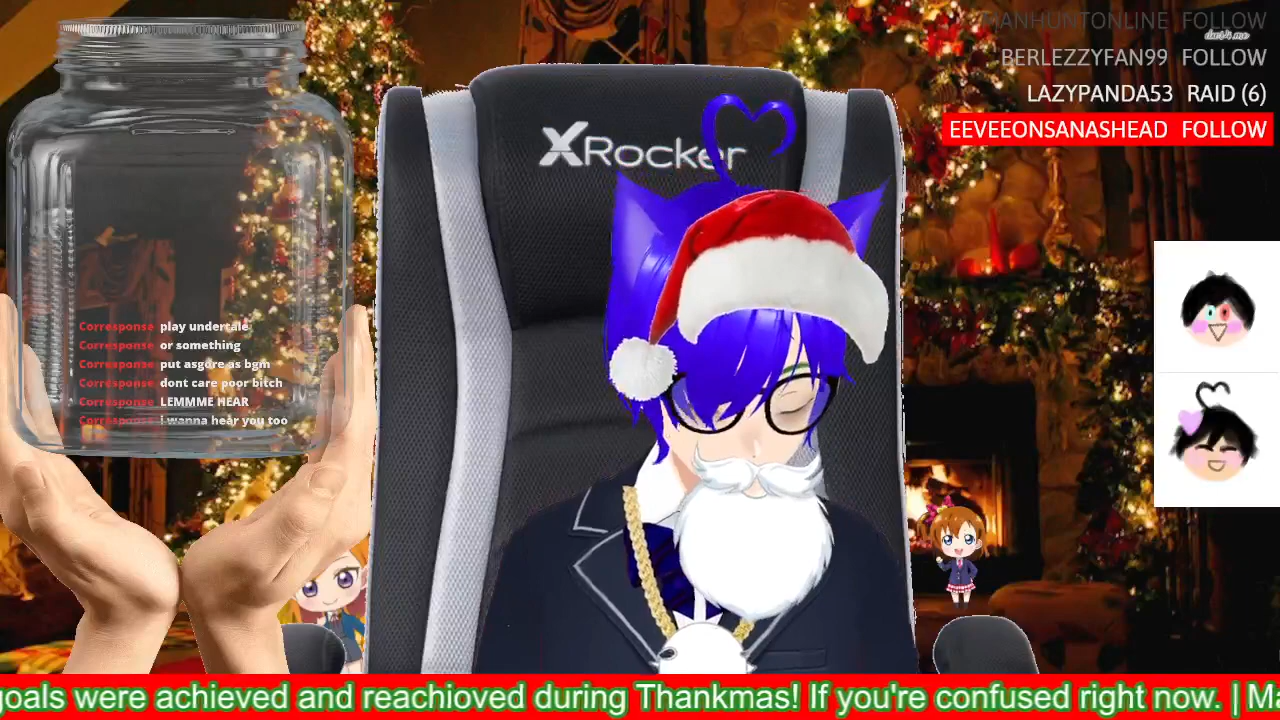 MANHUNTONLINE FOLLOW
BERLEZZYFAN99 FOLLOW
LAZYPANDA53 RAID (6)
EEVEEONSANASHEAD FOLLOW
XRocker
Corresponse play undertale
Corresponse or something
Corresponse put asgore as bgm
Corresponse dont care poor bitch
Corresponse LEMMME HEAR
Corresponse i wanna hear you too
goals were achieved and reachioved during Thankmas! If you're confused right now. | Ma